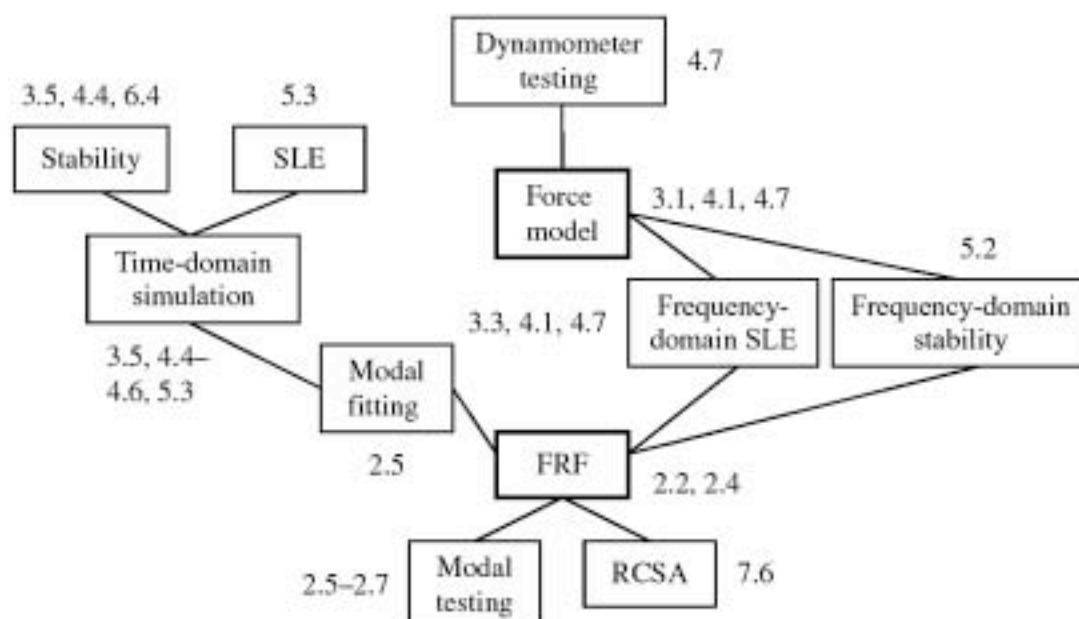 Dynamometer
testing
4.7
3.5, 4.4, 6.4
5.3
Stability
SLE
Force
model
3.1, 4.1, 4.7
5.2
Time-domain
simulation
3.3, 4.1, 4.7
Frequency-
domain SLE
Frequency-domain
stability
3.5, 4.4–
4.6, 5.3
Modal
fitting
2.5
FRF
2.2, 2.4
2.5–2.7
Modal
testing
RCSA
7.6